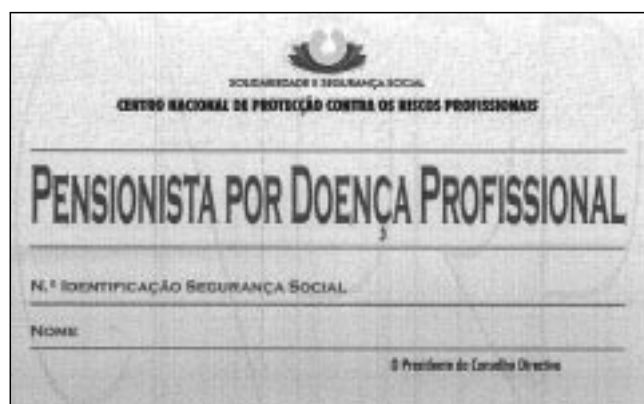 SOLIDARIEDADE E SEGURANÇA SOCIAL
CENTRO NACIONAL DE PROTECÇÃO CONTRA OS RISCOS PROFISSIONAIS
PENSIONISTA POR DOENÇA PROFISSIONAL
N.º IDENTIFICAÇÃO SEGURANÇA SOCIAL
NOME
O Presidente do Conselho Directivo